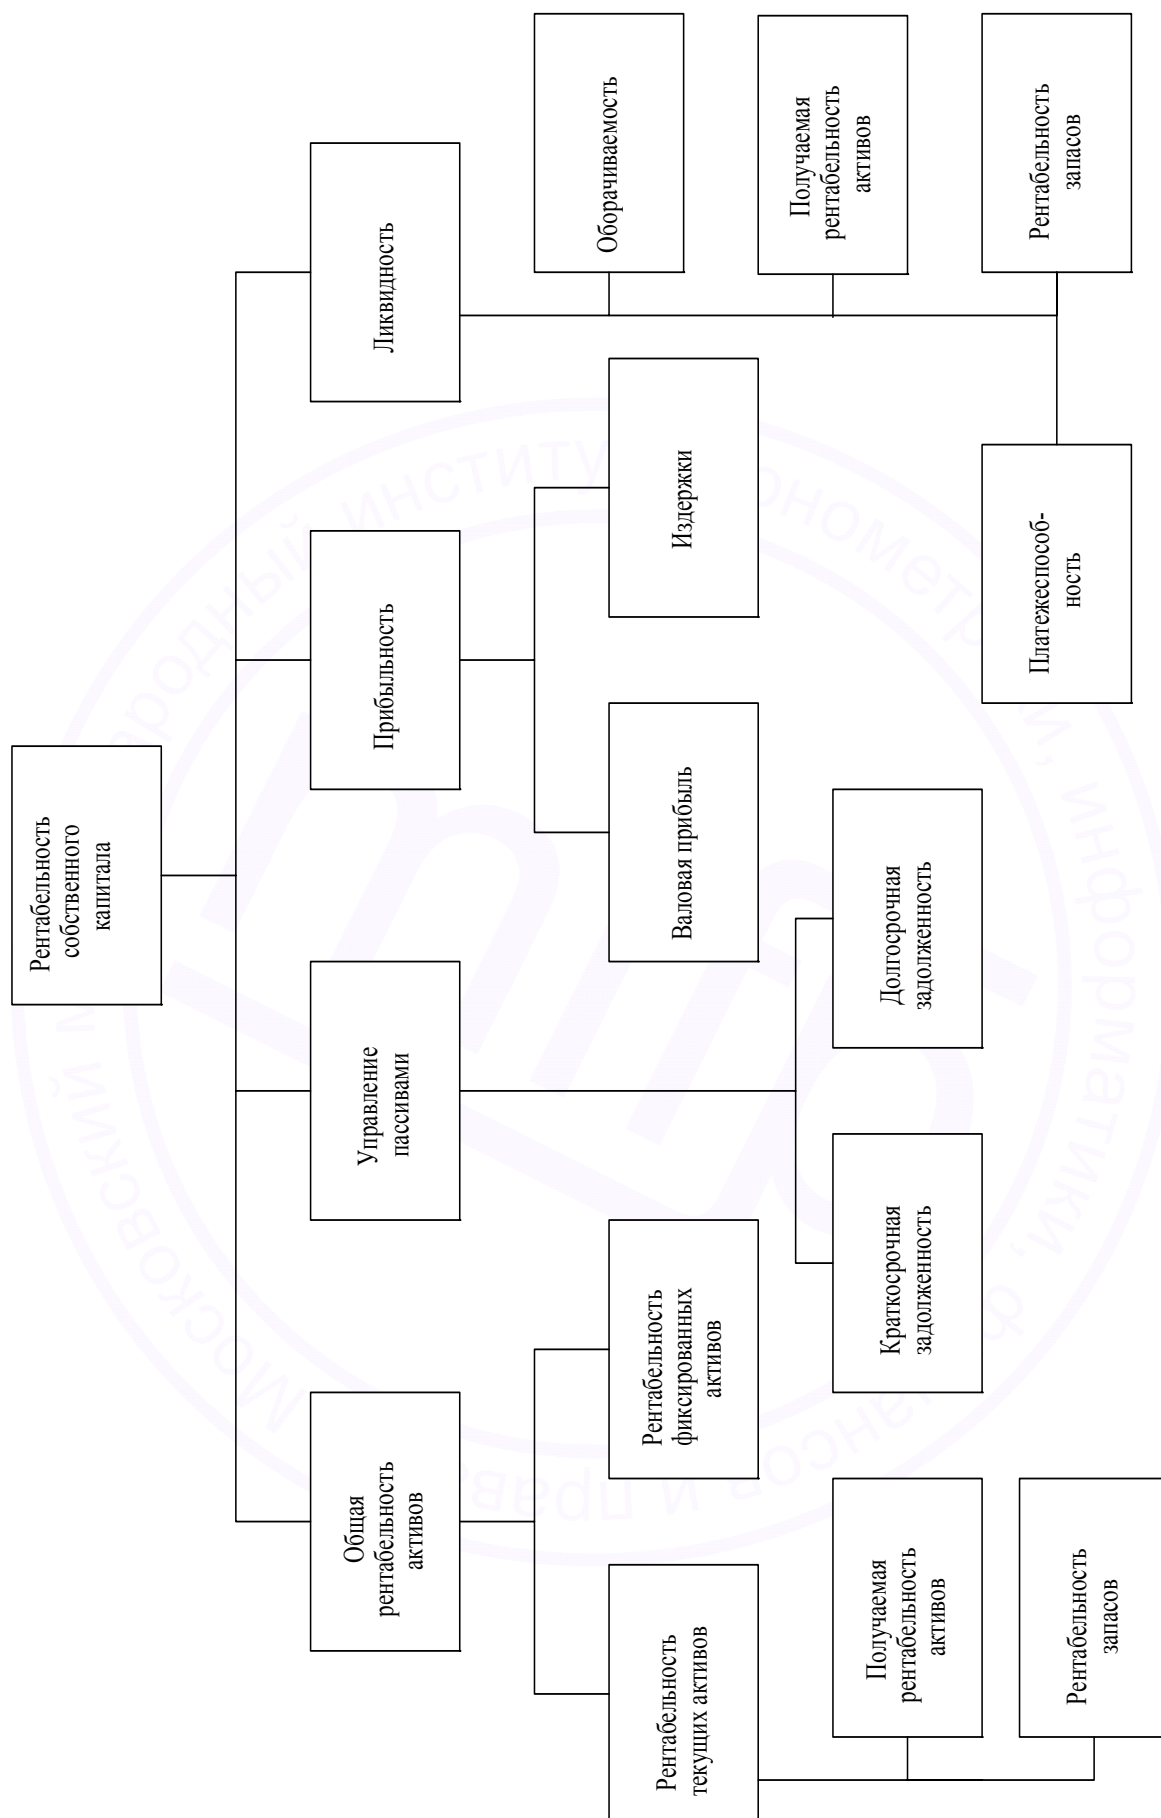 Рентабельность
собственного
капитала
Общая
рентабельность
активов
Управление
пассивами
Прибыльность
Ликвидность
Рентабельность
текущих активов
Рентабельность
фиксированных
активов
Валовая прибыль
Издержки
Оборачиваемость
Получаемая
рентабельность
активов
Краткосрочная
задолженность
Долгосрочная
задолженность
Получаемая
рентабельность
активов
Рентабельность
запасов
Платежеспособ-
ность
Рентабельность
запасов